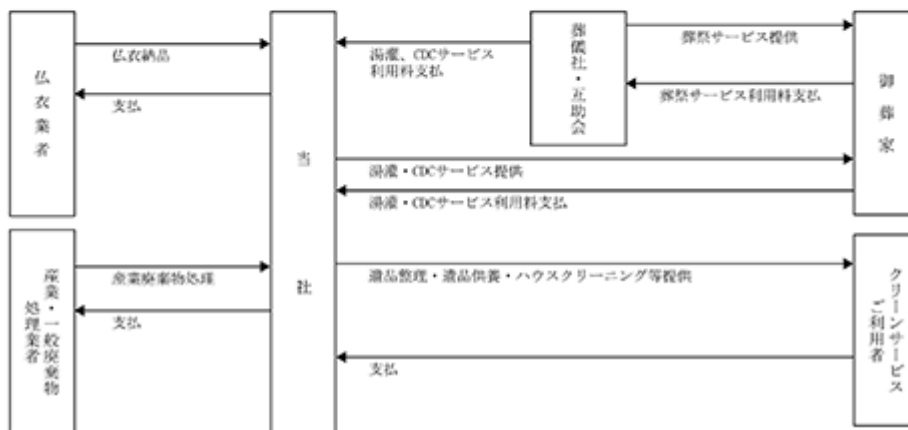 仏衣業者
仏衣納品
支払
当社
湯灌、CDCサービス
利用料支払
葬儀社・互助会
葬祭サービス提供
葬祭サービス利用料支払
御葬家
湯灌・CDCサービス提供
湯灌・CDCサービス利用料支払
産業・一般廃棄物
処理業者
産業廃棄物処理
支払
遺品整理・遺品供養・ハウスクリーニング等提供
支払
クリーンサービス
ご利用者